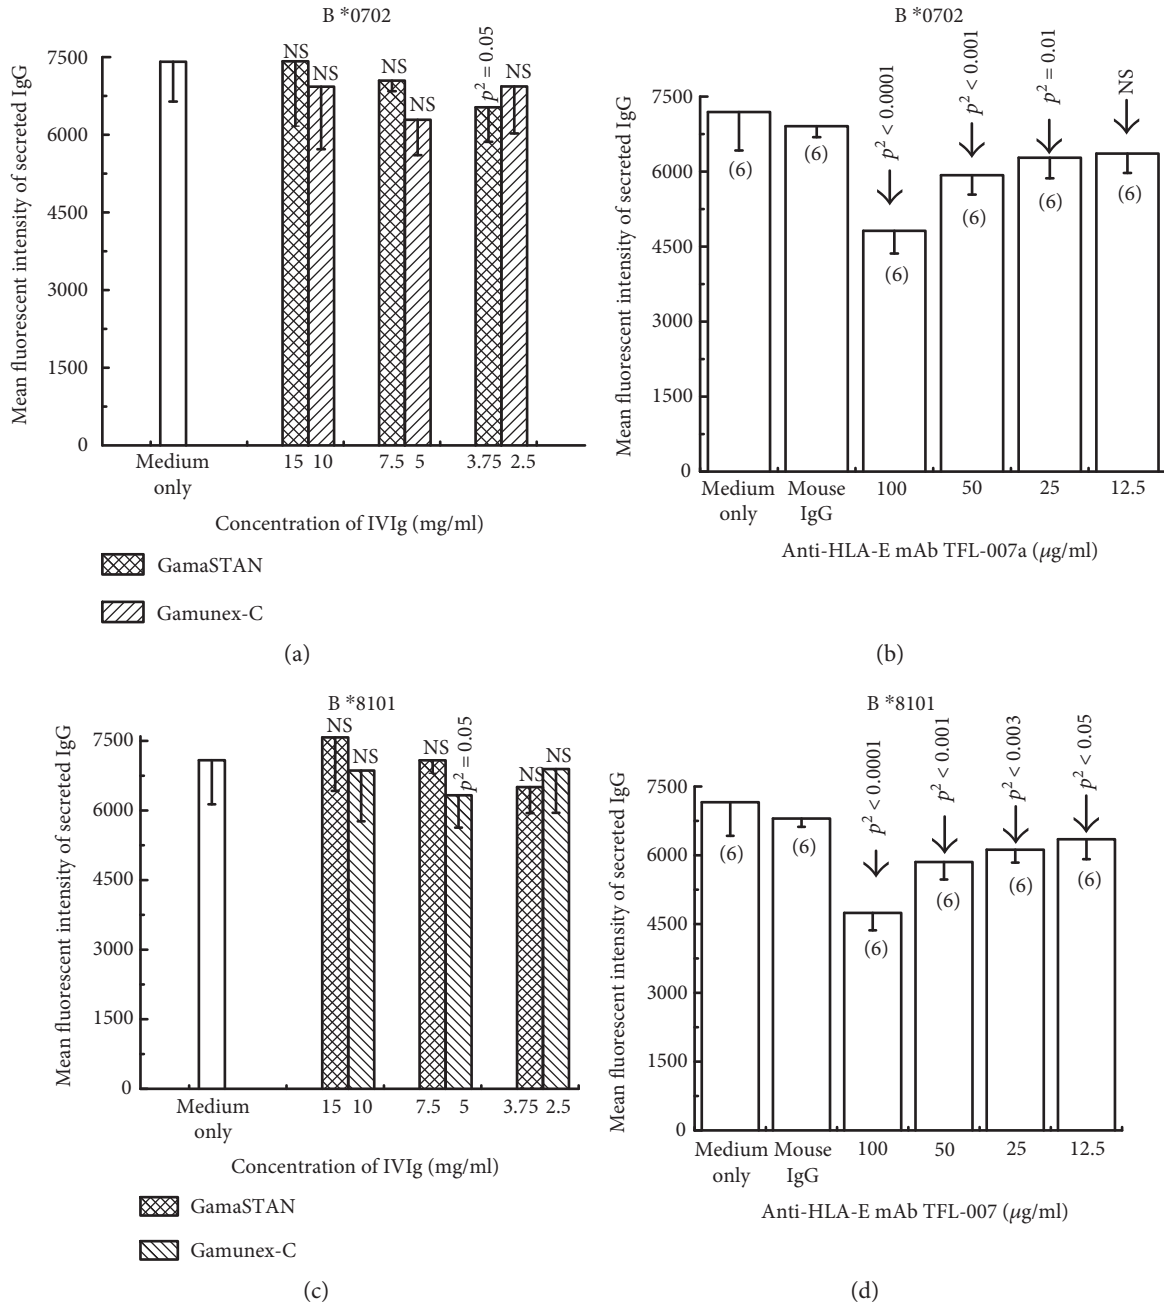 B *0702
Mean fluorescent intensity of secreted IgG
7500
6000
4500
3000
1500
0
NS
NS
NS
NS
p² = 0.05
NS
Medium only
15 10
7.5 5
3.75 2.5
Concentration of IVIg (mg/ml)
GamaSTAN
Gamunex-C
(a)
B *0702
Mean fluorescent intensity of secreted IgG
7500
6000
4500
3000
1500
0
p² < 0.0001
p² < 0.001
p² = 0.01
NS
(6)
(6)
(6)
(6)
(6)
(6)
Medium only
Mouse IgG
100
50
25
12.5
Anti-HLA-E mAb TFL-007a (μg/ml)
(b)
B *8101
Mean fluorescent intensity of secreted IgG
7500
6000
4500
3000
1500
0
NS
NS
NS
p² = 0.05
NS
NS
Medium only
15 10
7.5 5
3.75 2.5
Concentration of IVIg (mg/ml)
GamaSTAN
Gamunex-C
(c)
B *8101
Mean fluorescent intensity of secreted IgG
7500
6000
4500
3000
1500
0
p² < 0.0001
p² < 0.001
p² < 0.003
p² < 0.05
(6)
(6)
(6)
(6)
(6)
(6)
Medium only
Mouse IgG
100
50
25
12.5
Anti-HLA-E mAb TFL-007 (μg/ml)
(d)